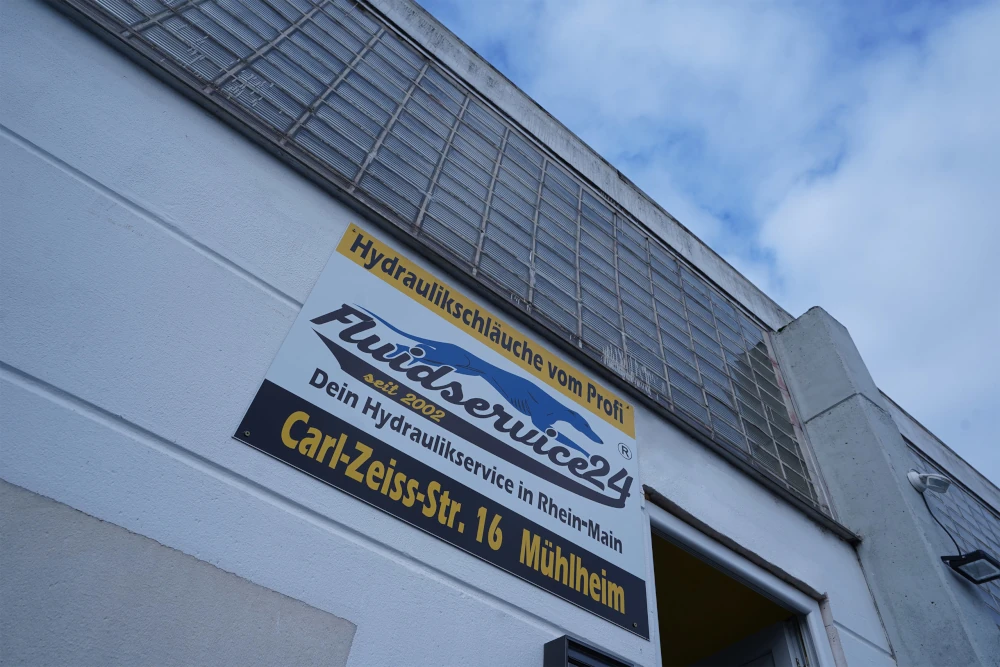 "Hydraulikschläuche vom Profi"
Fluidservice24
®
seit 2002
Dein Hydraulikservice in Rhein-Main
Carl-Zeiss-Str. 16 Mühlheim